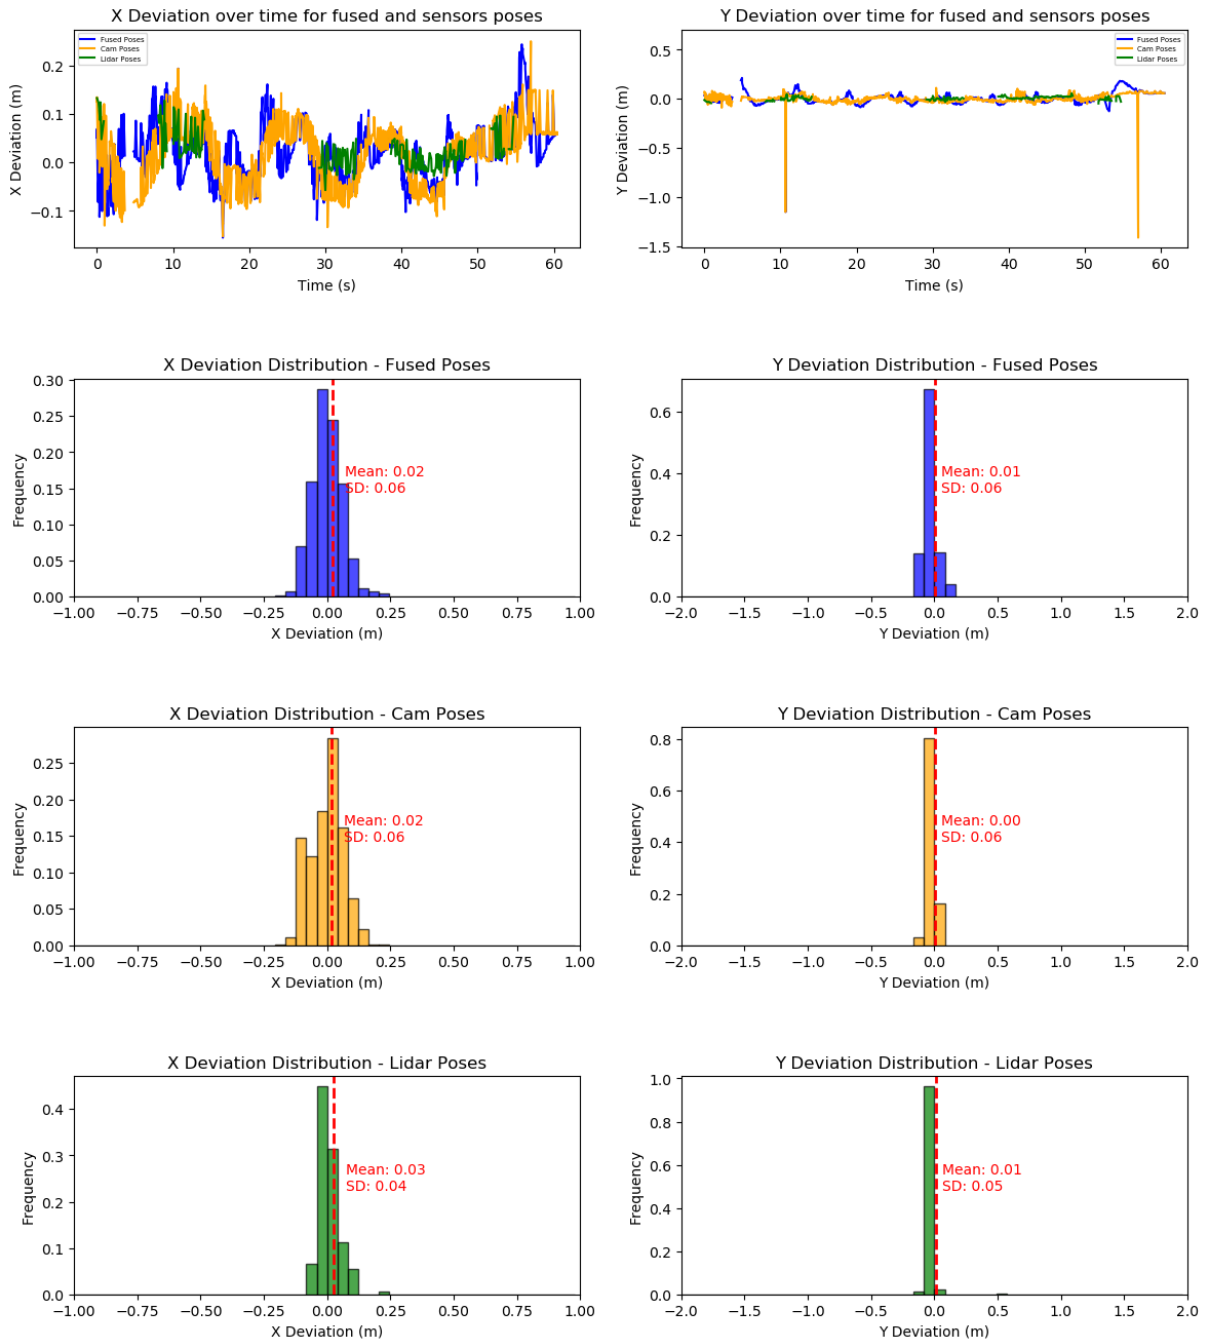 X Deviation over time for fused and sensors poses
Fused Poses
Cam Poses
Lidar Poses
X Deviation (m)
0.2
0.1
0.0
−0.1
0 10 20 30 40 50 60
Time (s)
Y Deviation over time for fused and sensors poses
Fused Poses
Cam Poses
Lidar Poses
Y Deviation (m)
0.5
0.0
−0.5
−1.0
−1.5
0 10 20 30 40 50 60
Time (s)
X Deviation Distribution - Fused Poses
Frequency
0.30
0.25
0.20
0.15
0.10
0.05
0.00
Mean: 0.02
SD: 0.06
−1.00 −0.75 −0.50 −0.25 0.00 0.25 0.50 0.75 1.00
X Deviation (m)
Y Deviation Distribution - Fused Poses
Frequency
0.6
0.4
0.2
0.0
Mean: 0.01
SD: 0.06
−2.0 −1.5 −1.0 −0.5 0.0 0.5 1.0 1.5 2.0
Y Deviation (m)
X Deviation Distribution - Cam Poses
Frequency
0.25
0.20
0.15
0.10
0.05
0.00
Mean: 0.02
SD: 0.06
−1.00 −0.75 −0.50 −0.25 0.00 0.25 0.50 0.75 1.00
X Deviation (m)
Y Deviation Distribution - Cam Poses
Frequency
0.8
0.6
0.4
0.2
0.0
Mean: 0.00
SD: 0.06
−2.0 −1.5 −1.0 −0.5 0.0 0.5 1.0 1.5 2.0
Y Deviation (m)
X Deviation Distribution - Lidar Poses
Frequency
0.4
0.3
0.2
0.1
0.0
Mean: 0.03
SD: 0.04
−1.00 −0.75 −0.50 −0.25 0.00 0.25 0.50 0.75 1.00
X Deviation (m)
Y Deviation Distribution - Lidar Poses
Frequency
1.0
0.8
0.6
0.4
0.2
0.0
Mean: 0.01
SD: 0.05
−2.0 −1.5 −1.0 −0.5 0.0 0.5 1.0 1.5 2.0
Y Deviation (m)